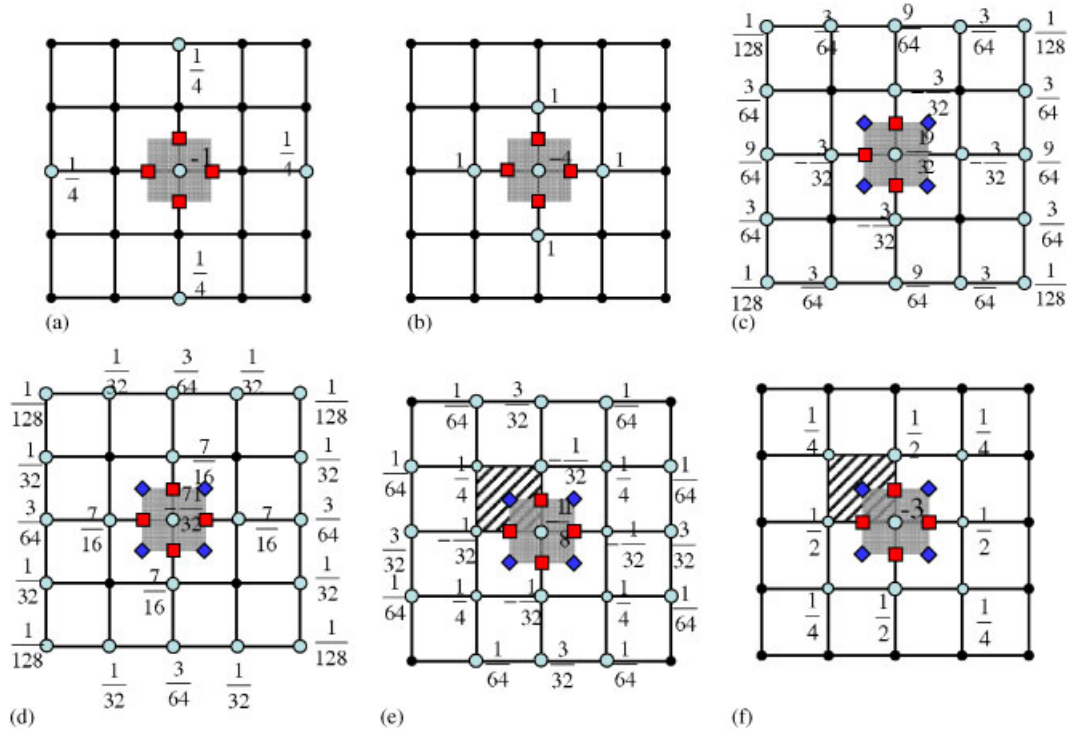 1/4
-1
1/4
1/4
1/4
(a)
1
1
-4
1
1
(b)
1/128 3/64 9/64 3/64 1/128
3/64 -3/32 3/64
9/64 -3/32 -3/32 9/64
3/64 -3/32 3/64
1/128 3/64 9/64 3/64 1/128
(c)
1/32 3/64 1/32
1/128 1/128
1/32 7/16 1/32
3/64 7/16 -71/32 7/16 3/64
1/32 7/16 1/32
1/128 1/128
1/32 3/64 1/32
(d)
1/64 3/32 1/64
1/64 1/4 -1/32 1/4 1/64
3/32 -1/32 -1/32 3/32
1/64 1/4 -1/32 1/4 1/64
1/64 3/32 1/64
(e)
1/4 1/2 1/4
-3
1/2 1/2
1/4 1/2 1/4
(f)